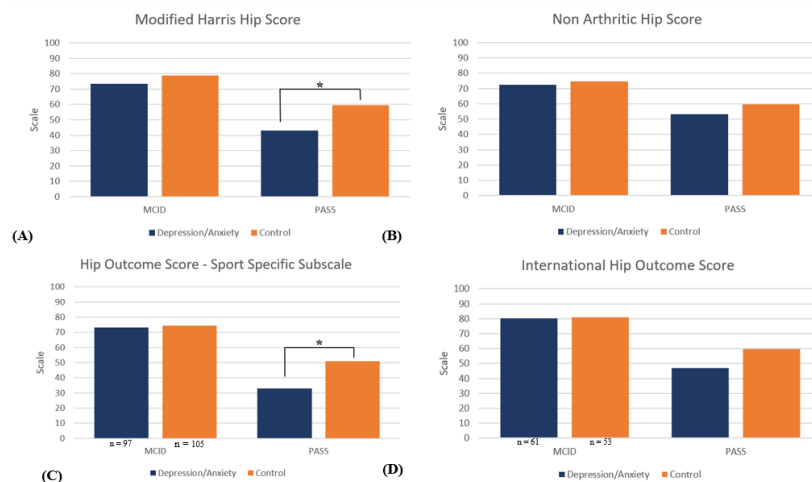 Modified Harris Hip Score
100
90
80
70
60
50
40
30
20
10
0
Scale
*
MCID PASS
Depression/Anxiety Control
(A)
Non Arthritic Hip Score
100
90
80
70
60
50
40
30
20
10
0
Scale
MCID PASS
Depression/Anxiety Control
(B)
Hip Outcome Score - Sport Specific Subscale
100
90
80
70
60
50
40
30
20
10
0
Scale
*
n = 97 n = 105
MCID PASS
Depression/Anxiety Control
(C)
International Hip Outcome Score
100
90
80
70
60
50
40
30
20
10
0
Scale
n = 61 n = 53
MCID PASS
Depression/Anxiety Control
(D)